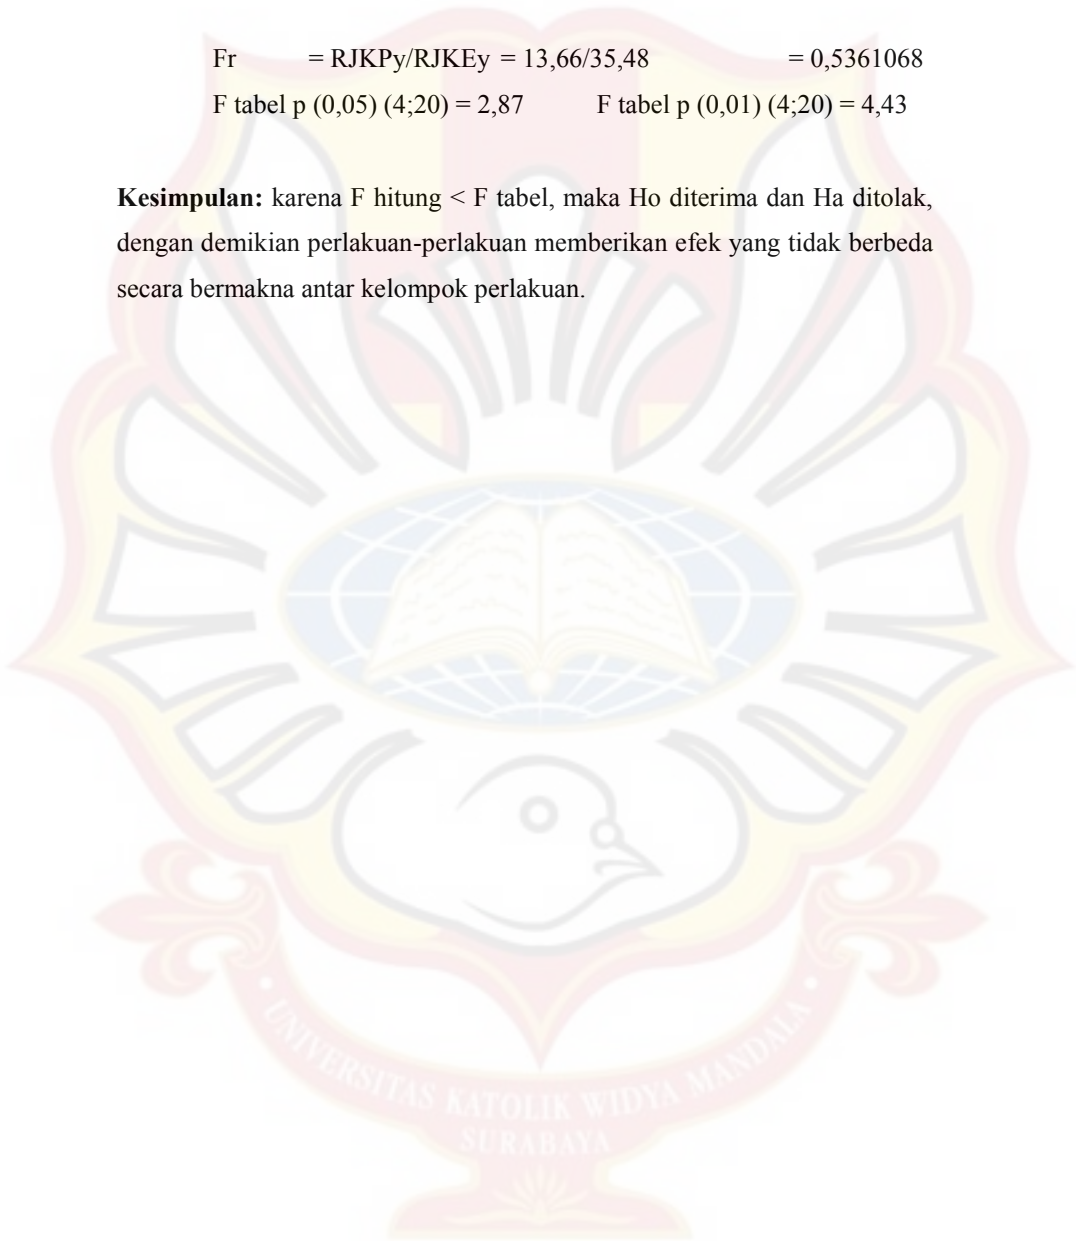 Fr = RJKPy/RJKEy = 13,66/35,48 = 0,5361068
F tabel p (0,05) (4;20) = 2,87 F tabel p (0,01) (4;20) = 4,43
Kesimpulan: karena F hitung < F tabel, maka Ho diterima dan Ha ditolak,
dengan demikian perlakuan-perlakuan memberikan efek yang tidak berbeda
secara bermakna antar kelompok perlakuan.
• UNIVERSITAS KATOLIK WIDYA MANDALA •
SURABAYA